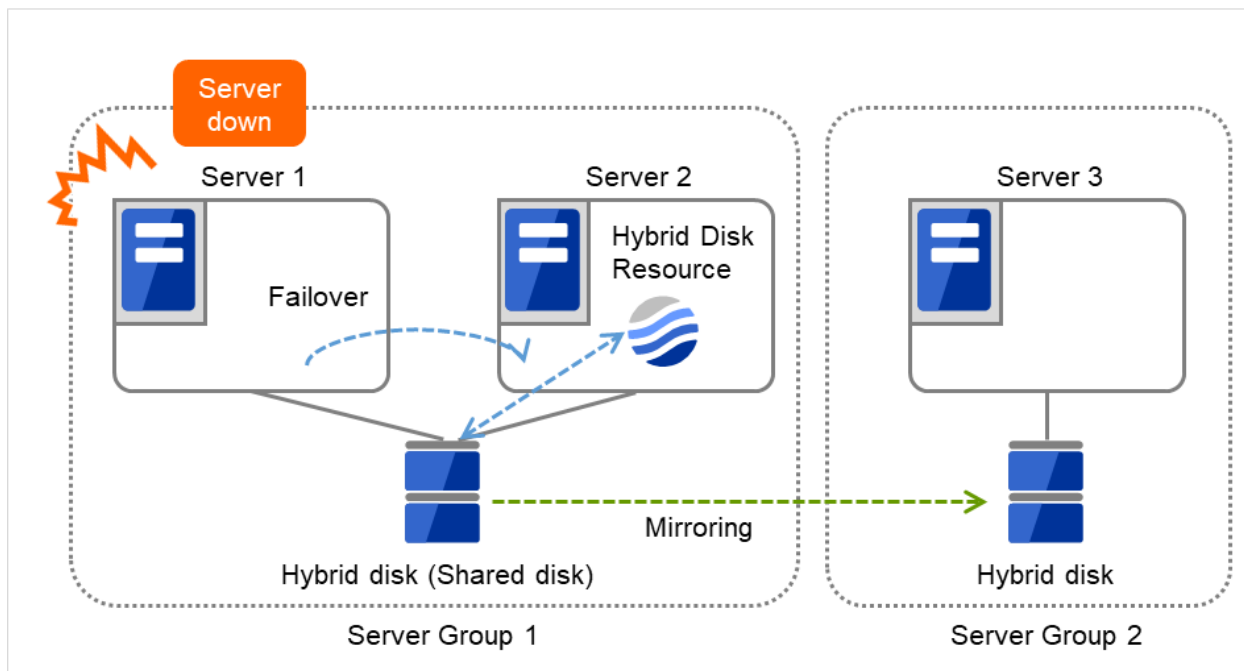 Server
down
Server 1
Server 2
Server 3
Hybrid Disk
Resource
Failover
Mirroring
Hybrid disk (Shared disk)
Hybrid disk
Server Group 1
Server Group 2